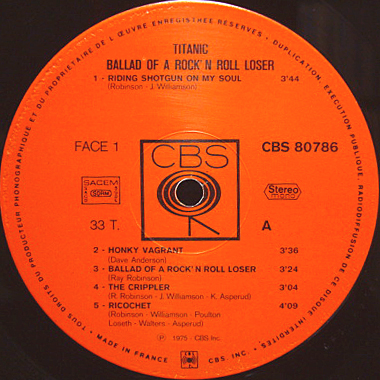 TOUS DROITS DU PRODUCTEUR PHONOGRAPHIQUE ET DU PROPRIETAIRE DE L'ŒUVRE ENREGISTREE RESERVES - DUPLICATION, EXECUTION PUBLIQUE, RADIODIFFUSION DE CE DISQUE INTERDITES.
TITANIC
BALLAD OF A ROCK'N ROLL LOSER
1 - RIDING SHOTGUN ON MY SOUL 3'44
(Robinson - J. Williamson)
FACE 1 CBS CBS 80786
SACEM
SDRM
Stereo
mono
33 T. A
2 - HONKY VAGRANT 3'36
(Dave Anderson)
3 - BALLAD OF A ROCK'N ROLL LOSER 3'24
(Ray Robinson)
4 - THE CRIPPLER 3'04
(R. Robinson - J. Williamson - K. Asperud)
5 - RICOCHET 4'09
(Robinson - Williamson - Poulton
Loseth - Walters - Asperud)
℗ 1975 - CBS.Inc.
• MADE IN FRANCE CBS, INC. •